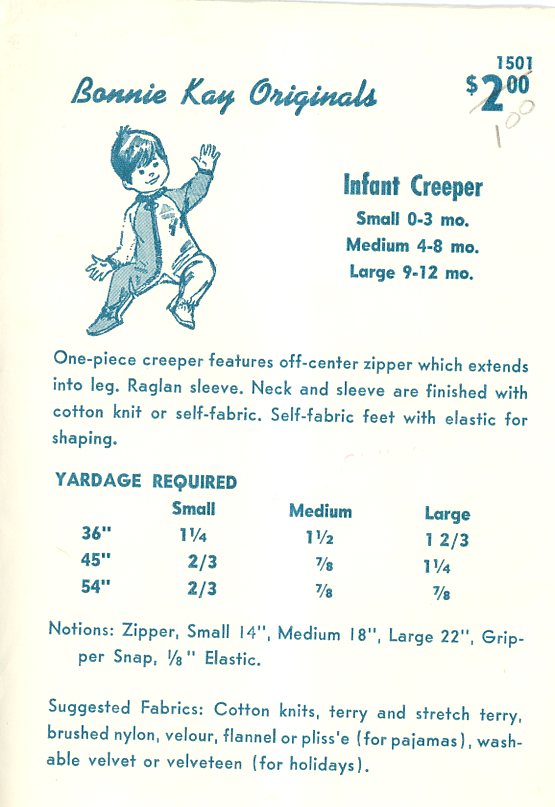 1501
Bonnie Kay Originals
$2.00
1.00
Infant Creeper
Small 0-3 mo.
Medium 4-8 mo.
Large 9-12 mo.
One-piece creeper features off-center zipper which extends
into leg. Raglan sleeve. Neck and sleeve are finished with
cotton knit or self-fabric. Self-fabric feet with elastic for
shaping.
YARDAGE REQUIRED
Small Medium Large
36" 1¼ 1½ 1 2/3
45" 2/3 ⅞ 1¼
54" 2/3 ⅞ ⅞
Notions: Zipper, Small 14", Medium 18", Large 22", Grip-
per Snap, ⅛" Elastic.
Suggested Fabrics: Cotton knits, terry and stretch terry,
brushed nylon, velour, flannel or pliss'e (for pajamas), wash-
able velvet or velveteen (for holidays).